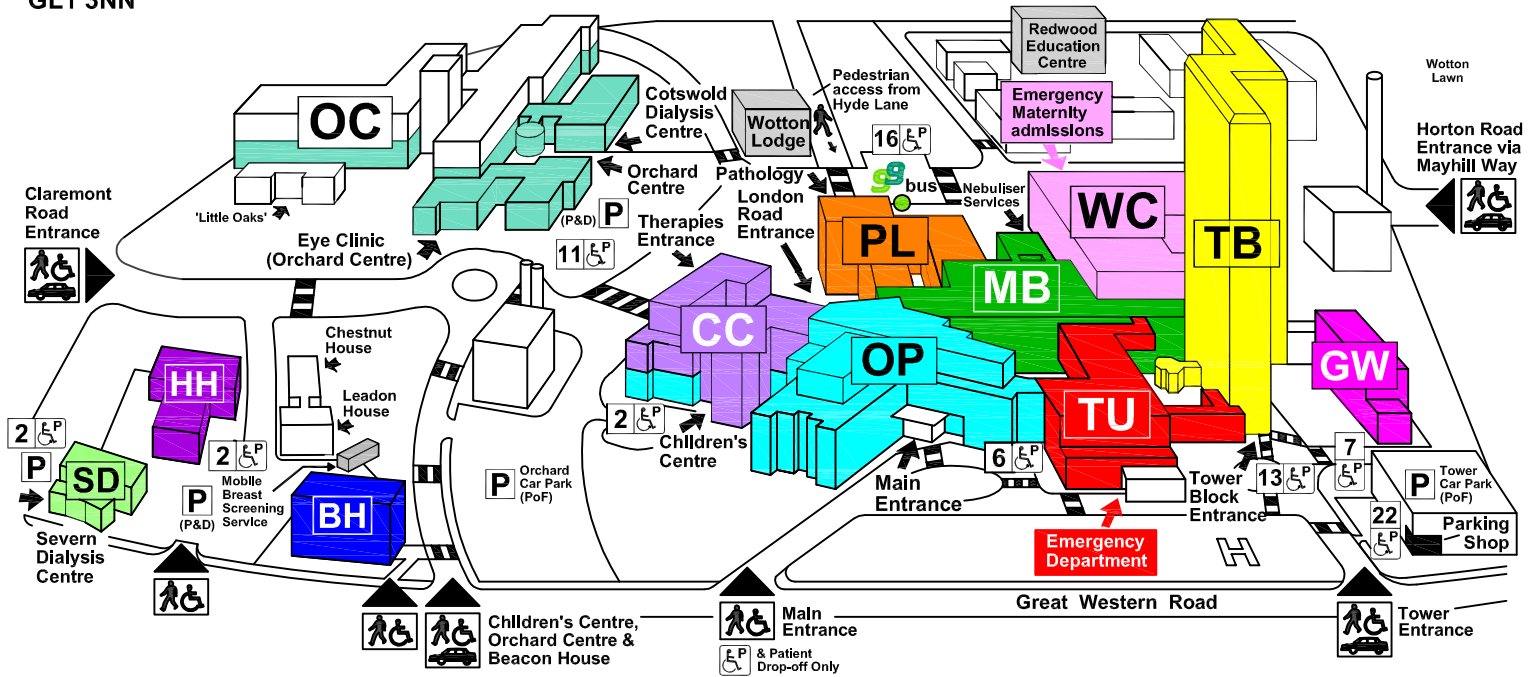 GL1 3NN
OC
Cotswold
Dialysis
Centre
Orchard
Centre
'Little Oaks'
Eye Clinic
(Orchard Centre)
(P&D) P
11 P
Therapies
Entrance
Claremont
Road
Entrance
Wotton
Lodge
Pathology
London
Road
Entrance
Pedestrian
access from
Hyde Lane
16 P
gg bus
Nebuliser
Services
Redwood
Education
Centre
Emergency
Maternity
admissions
Wotton
Lawn
Horton Road
Entrance via
Mayhill Way
PL
MB
WC
TB
CC
OP
TU
GW
Chestnut
House
Leadon
House
HH
2 P
P
SD
Severn
Dialysis
Centre
2 P
P
(P&D)
Mobile
Breast
Screening
Service
BH
P Orchard
Car Park
(PoF)
2 P
Children's
Centre
Main
Entrance
6 P
Emergency
Department
Tower
Block
Entrance
13 P
7
P
22
P
P Tower
Car Park
(PoF)
Parking
Shop
H
Great Western Road
Children's Centre,
Orchard Centre &
Beacon House
Main
Entrance
P & Patient
Drop-off Only
Tower
Entrance